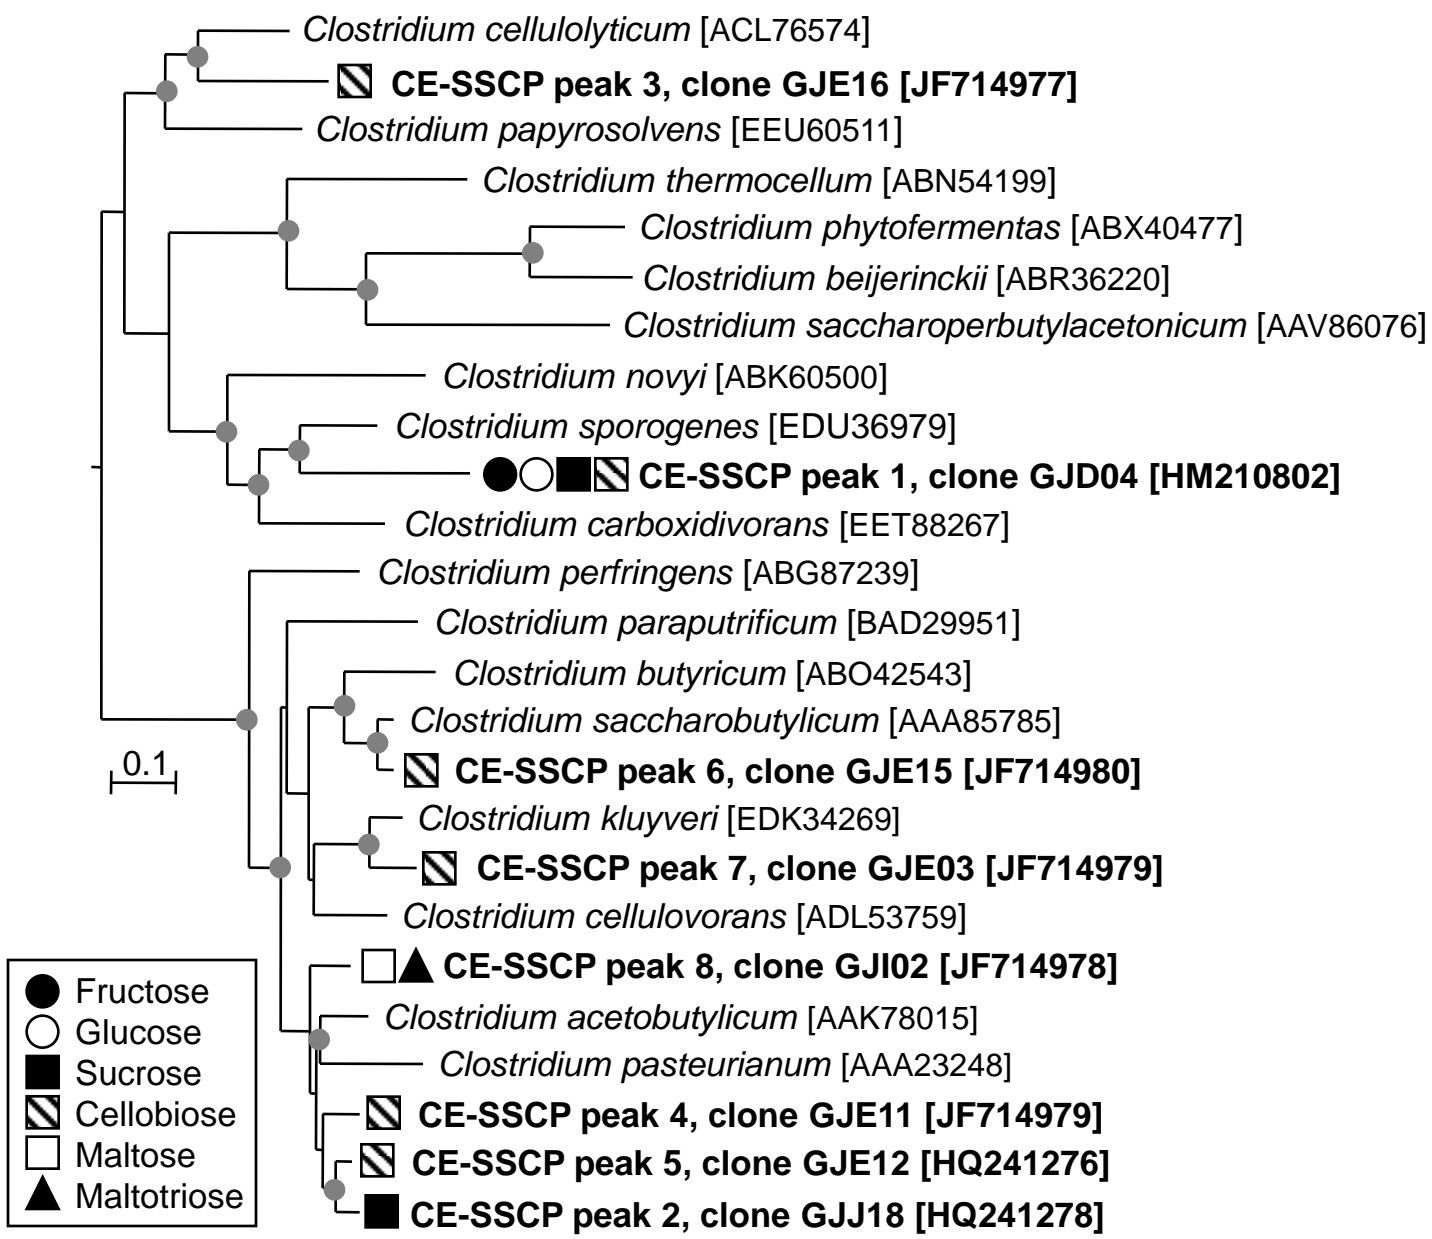 Clostridium cellulolyticum [ACL76574]
CE-SSCP peak 3, clone GJE16 [JF714977]
Clostridium papyrosolvens [EEU60511]
Clostridium thermocellum [ABN54199]
Clostridium phytofermentas [ABX40477]
Clostridium beijerinckii [ABR36220]
Clostridium saccharoperbutylacetonicum [AAV86076]
Clostridium novyi [ABK60500]
Clostridium sporogenes [EDU36979]
CE-SSCP peak 1, clone GJD04 [HM210802]
Clostridium carboxidivorans [EET88267]
Clostridium perfringens [ABG87239]
Clostridium paraputrificum [BAD29951]
Clostridium butyricum [ABO42543]
Clostridium saccharobutylicum [AAA85785]
0.1
CE-SSCP peak 6, clone GJE15 [JF714980]
Clostridium kluyveri [EDK34269]
CE-SSCP peak 7, clone GJE03 [JF714979]
Clostridium cellulovorans [ADL53759]
CE-SSCP peak 8, clone GJI02 [JF714978]
Clostridium acetobutylicum [AAK78015]
Clostridium pasteurianum [AAA23248]
CE-SSCP peak 4, clone GJE11 [JF714979]
CE-SSCP peak 5, clone GJE12 [HQ241276]
CE-SSCP peak 2, clone GJJ18 [HQ241278]
Fructose
Glucose
Sucrose
Cellobiose
Maltose
Maltotriose